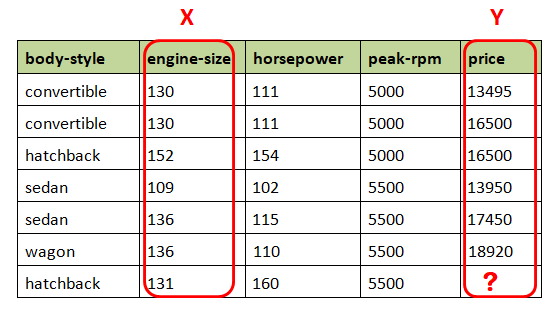 X Y
body-style engine-size horsepower peak-rpm price
convertible 130 111 5000 13495
convertible 130 111 5000 16500
hatchback 152 154 5000 16500
sedan 109 102 5500 13950
sedan 136 115 5500 17450
wagon 136 110 5500 18920
hatchback 131 160 5500 ?